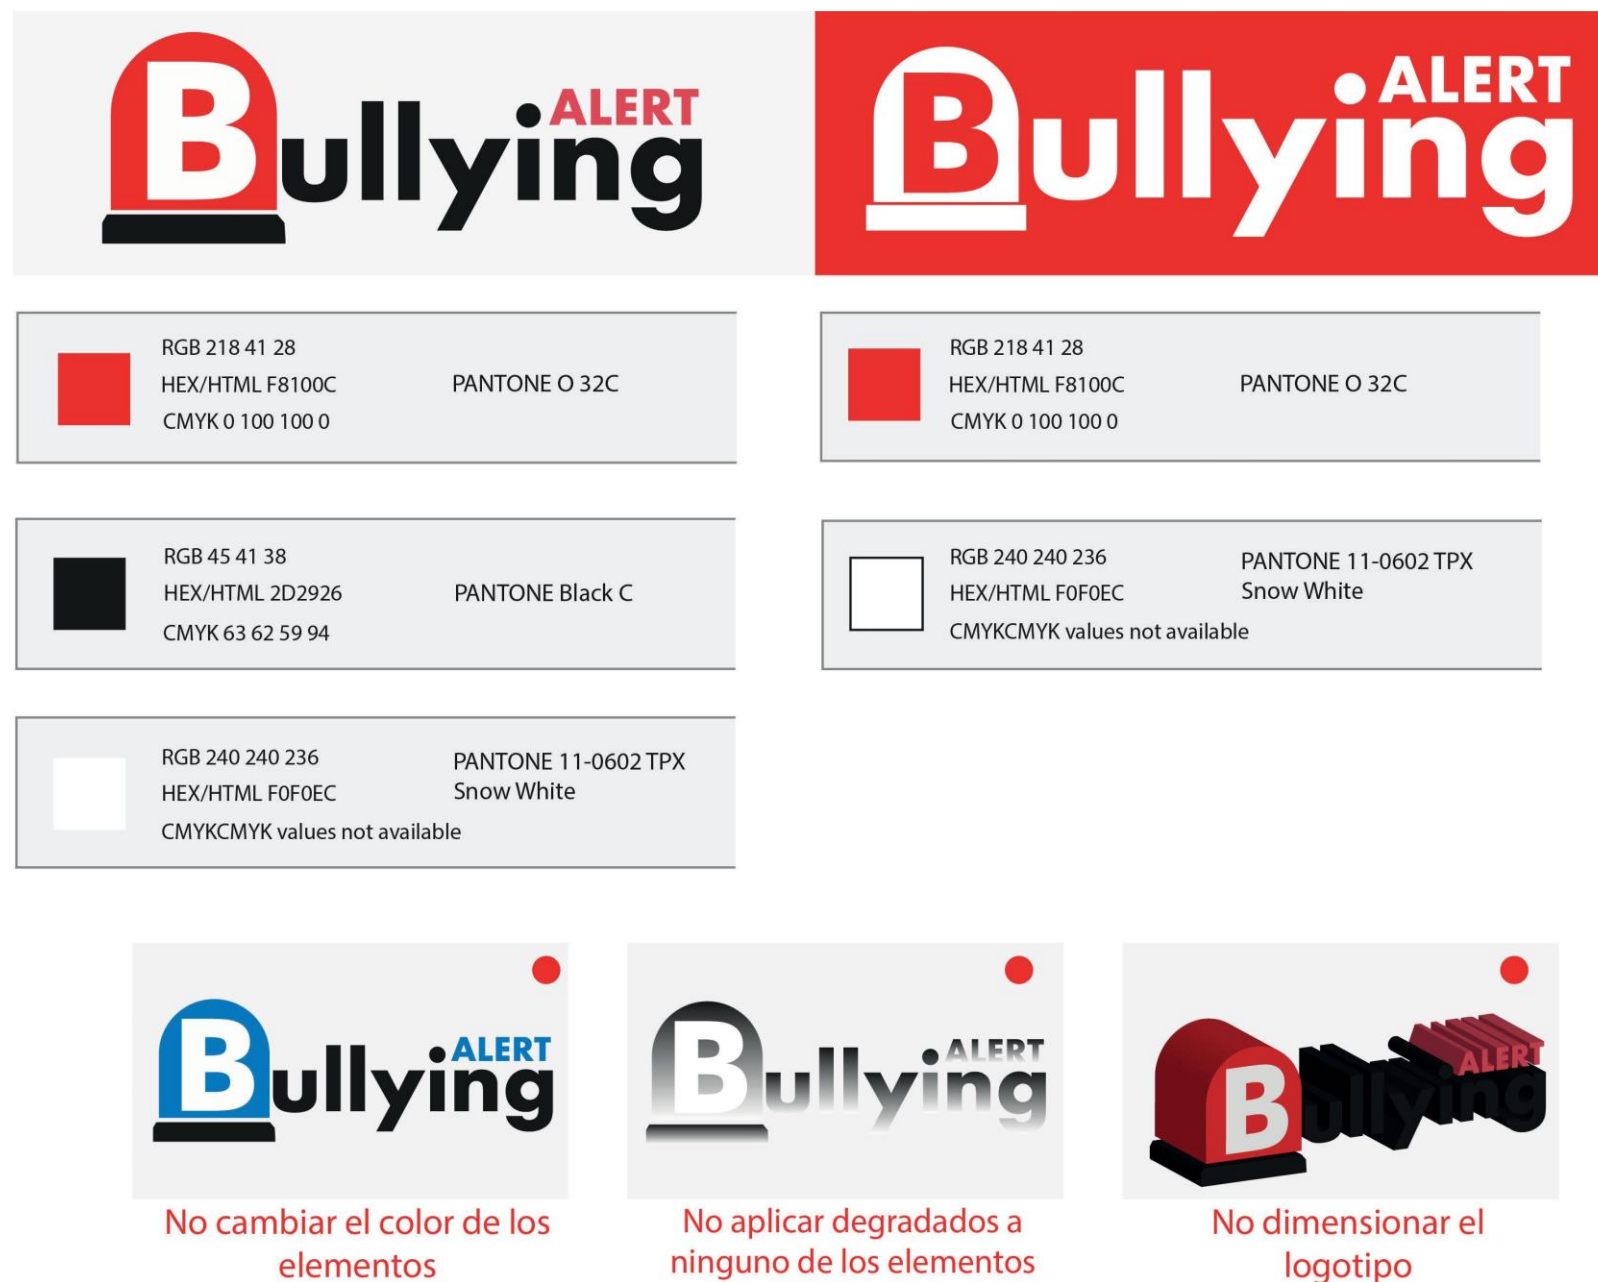 Bullying ALERT
Bullying ALERT
RGB 218 41 28
HEX/HTML F8100C
CMYK 0 100 100 0
PANTONE O 32C
RGB 218 41 28
HEX/HTML F8100C
CMYK 0 100 100 0
PANTONE O 32C
RGB 45 41 38
HEX/HTML 2D2926
CMYK 63 62 59 94
PANTONE Black C
RGB 240 240 236
HEX/HTML F0F0EC
CMYKCMYK values not available
PANTONE 11-0602 TPX
Snow White
RGB 240 240 236
HEX/HTML F0F0EC
CMYKCMYK values not available
PANTONE 11-0602 TPX
Snow White
Bullying ALERT
No cambiar el color de los
elementos
Bullying ALERT
No aplicar degradados a
ninguno de los elementos
Bullying ALERT
No dimensionar el
logotipo